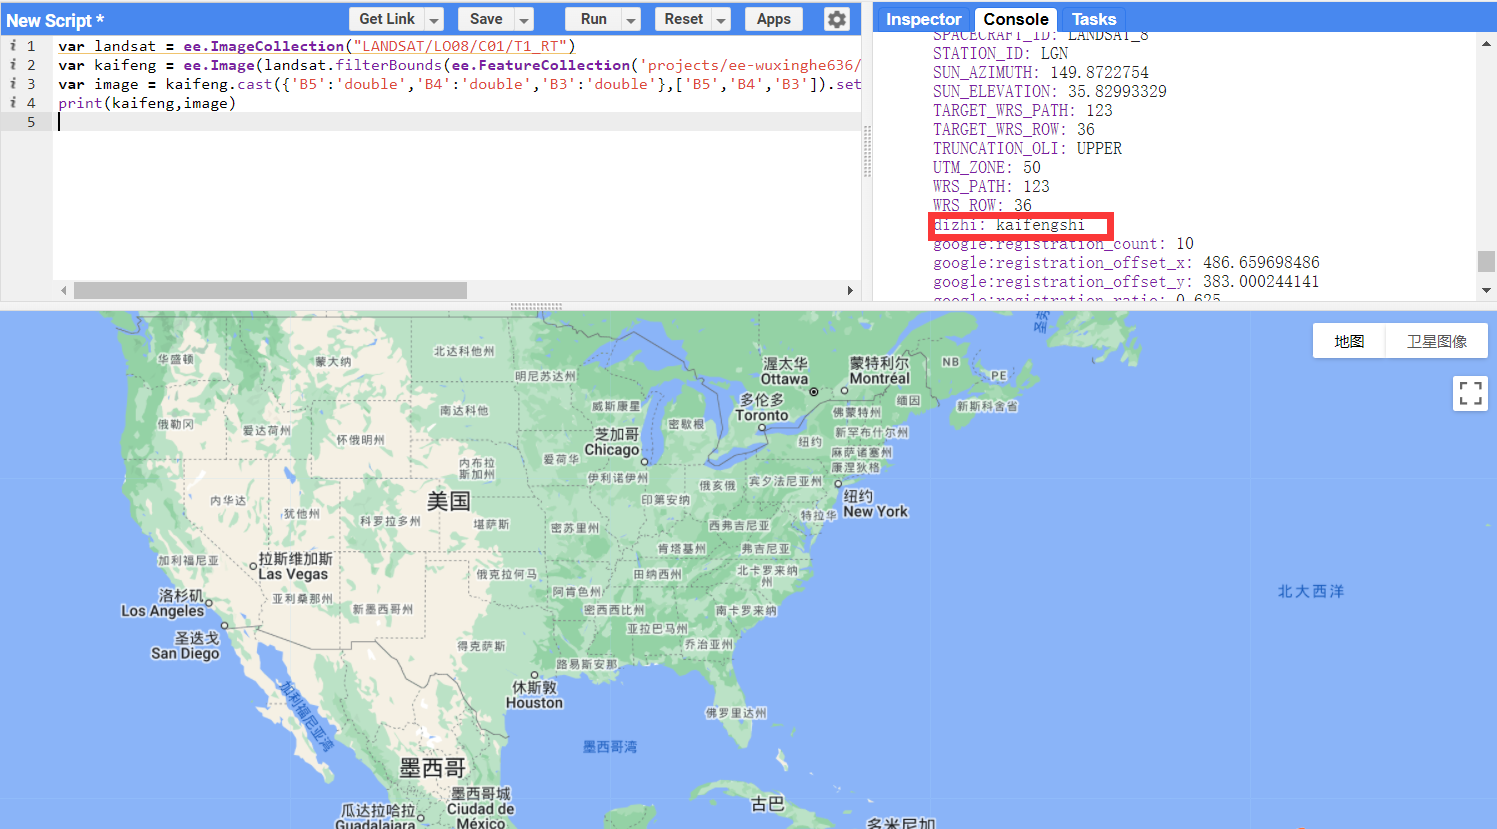 New Script *
Get Link
Save
Run
Reset
Apps
Inspector
Console
Tasks
i 1 var landsat = ee.ImageCollection("LANDSAT/LO08/C01/T1_RT")
i 2 var kaifeng = ee.Image(landsat.filterBounds(ee.FeatureCollection('projects/ee-wuxinghe636/
i 3 var image = kaifeng.cast({'B5':'double','B4':'double','B3':'double'},['B5','B4','B3']).set
i 4 print(kaifeng,image)
5
SPACECRAFT_ID: LANDSAT_8
STATION_ID: LGN
SUN_AZIMUTH: 149.8722754
SUN_ELEVATION: 35.82993329
TARGET_WRS_PATH: 123
TARGET_WRS_ROW: 36
TRUNCATION_OLI: UPPER
UTM_ZONE: 50
WRS_PATH: 123
WRS_ROW: 36
dizhi: kaifengshi
google:registration_count: 10
google:registration_offset_x: 486.659698486
google:registration_offset_y: 383.000244141
google:registration_ratio: 0.625
地图
卫星图像
华盛顿
蒙大纳
北达科他州
明尼苏达州
渥太华
Ottawa
蒙特利尔
Montréal
NB
PE
俄勒冈
爱达荷州
怀俄明州
南达科他
威斯康星
密歇根
多伦多
Toronto
佛蒙特州
缅因
新斯科舍省
芝加哥
Chicago
纽约
新罕布什尔州
麻萨诸塞州
康涅狄格
内布拉
斯加州
爱荷华
伊利诺伊州
印第安纳
俄亥俄
宾夕法尼亚州
纽约
New York
内华达
犹他州
美国
科罗拉多州
堪萨斯
密苏里州
西弗吉尼亚
特拉华
加利福尼亚
拉斯维加斯
Las Vegas
肯塔基州
弗吉尼亚
俄克拉何马
田纳西州
北卡罗来纳
州
北大西洋
洛杉矶
Los Angeles
亚利桑那州
新墨西哥州
阿肯色州
密西西比州
南卡罗来纳
圣迭戈
San Diego
得克萨斯
亚拉巴马州
乔治亚州
路易斯安那
休斯敦
Houston
加利福尼亚湾
佛罗里达州
墨西哥湾
墨西哥
墨西哥城
Ciudad de
México
瓜达拉哈拉
Guadalajara
古巴
多米尼加